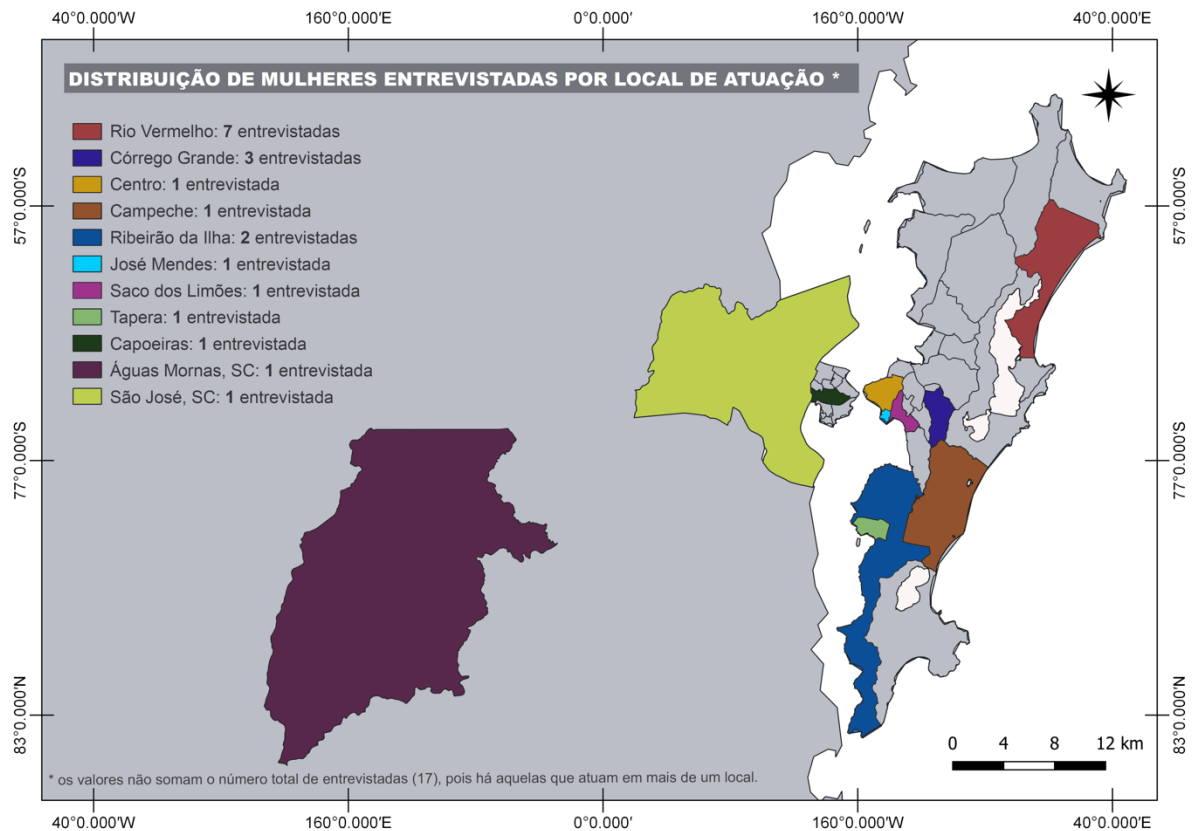 40°0.000′W 160°0.000′E 0°0.000′ 160°0.000′W 40°0.000′E
DISTRIBUIÇÃO DE MULHERES ENTREVISTADAS POR LOCAL DE ATUAÇÃO *
Rio Vermelho: 7 entrevistadas
Córrego Grande: 3 entrevistadas
Centro: 1 entrevistada
Campeche: 1 entrevistada
Ribeirão da Ilha: 2 entrevistadas
José Mendes: 1 entrevistada
Saco dos Limões: 1 entrevistada
Tapera: 1 entrevistada
Capoeiras: 1 entrevistada
Águas Mornas, SC: 1 entrevistada
São José, SC: 1 entrevistada
57°0.000′S 57°0.000′S
77°0.000′S 77°0.000′S
83°0.000′N 83°0.000′N
0 4 8 12 km
* os valores não somam o número total de entrevistadas (17), pois há aquelas que atuam em mais de um local.
40°0.000′W 160°0.000′E 0°0.000′ 160°0.000′W 40°0.000′E